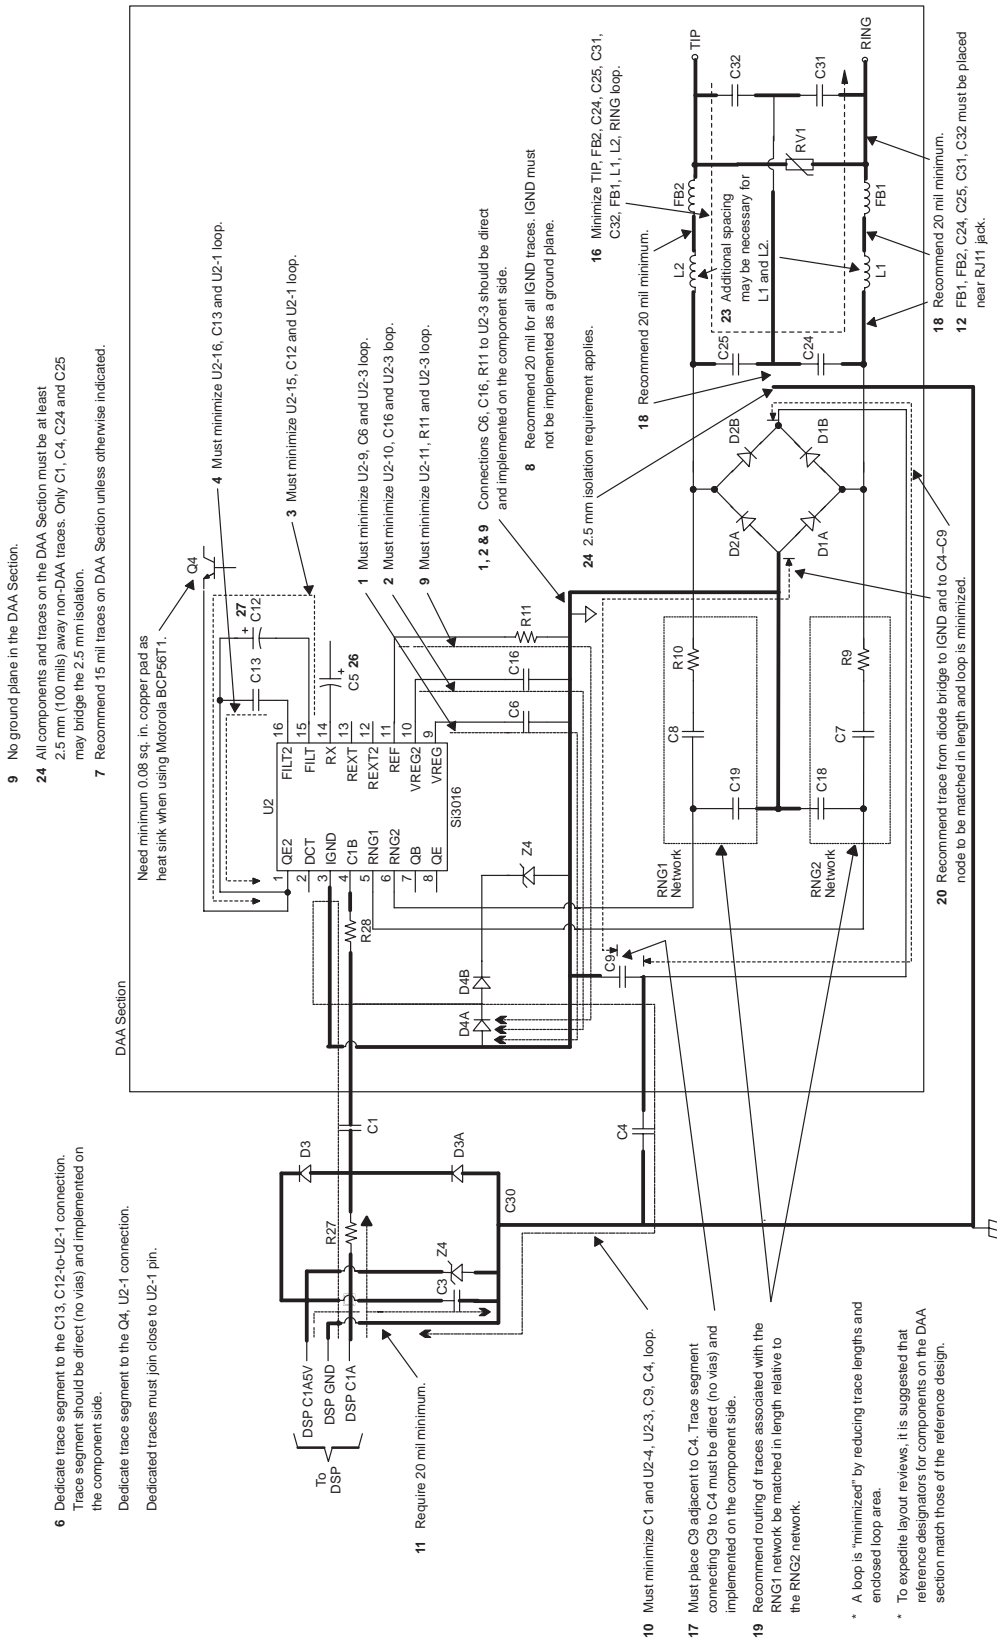 9 No ground plane in the DAA Section.
24 All components and traces on the DAA Section must be at least
2.5 mm (100 mils) away non-DAA traces. Only C1, C4, C24 and C25
may bridge the 2.5 mm isolation.
7 Recommend 15 mil traces on DAA Section unless otherwise indicated.
6 Dedicate trace segment to the C13, C12-to-U2-1 connection.
Trace segment should be direct (no vias) and implemented on
the component side.
Dedicate trace segment to the Q4, U2-1 connection.
Dedicated traces must join close to U2-1 pin.
DAA Section
Need minimum 0.08 sq. in. copper pad as
heat sink when using Motorola BCP56T1.
Q4
4 Must minimize U2-16, C13 and U2-1 loop.
3 Must minimize U2-15, C12 and U2-1 loop.
1 Must minimize U2-9, C6 and U2-3 loop.
2 Must minimize U2-10, C16 and U2-3 loop.
9 Must minimize U2-11, R11 and U2-3 loop.
1, 2 & 9 Connections C6, C16, R11 to U2-3 should be direct
and implemented on the component side.
8 Recommend 20 mil for all IGND traces. IGND must
not be implemented as a ground plane.
16 Minimize TIP, FB2, C24, C25, C31,
C32, FB1, L1, L2, RING loop.
18 Recommend 20 mil minimum.
24 2.5 mm isolation requirement applies.
23 Additional spacing
may be necessary for
L1 and L2.
18 Recommend 20 mil minimum.
12 FB1, FB2, C24, C25, C31, C32 must be placed
near RJ11 jack.
TIP
RING
C32
C31
RV1
FB2
FB1
L2
L1
C25
C24
D2B
D1B
D2A
D1A
+ 27
C12
C13
+ 26
C5
R11
C16
C6
U2
Si3016
1 QE2
2 DCT
3 IGND
4 C1B
5 RNG1
6 RNG2
7 QB
8 QE
16 FILT2
15 FILT
14 RX
13 REXT
12 REXT2
11 REF
10 VREG2
9 VREG
R28
Z4
D4B
D4A
R10
R9
C8
C7
C19
C18
RNG1
Network
RNG2
Network
C9
20 Recommend trace from diode bridge to IGND and to C4–C9
node to be matched in length and loop is minimized.
C1
C4
D3
D3A
C30
R27
Z4
C3
DSP C1A5V
DSP GND
DSP C1A
To
DSP
11 Require 20 mil minimum.
10 Must minimize C1 and U2-4, U2-3, C9, C4, loop.
17 Must place C9 adjacent to C4. Trace segment
connecting C9 to C4 must be direct (no vias) and
implemented on the component side.
19 Recommend routing of traces associated with the
RNG1 network be matched in length relative to
the RNG2 network.
* A loop is "minimized" by reducing trace lengths and
enclosed loop area.
* To expedite layout reviews, it is suggested that
reference designators for components on the DAA
section match those of the reference design.